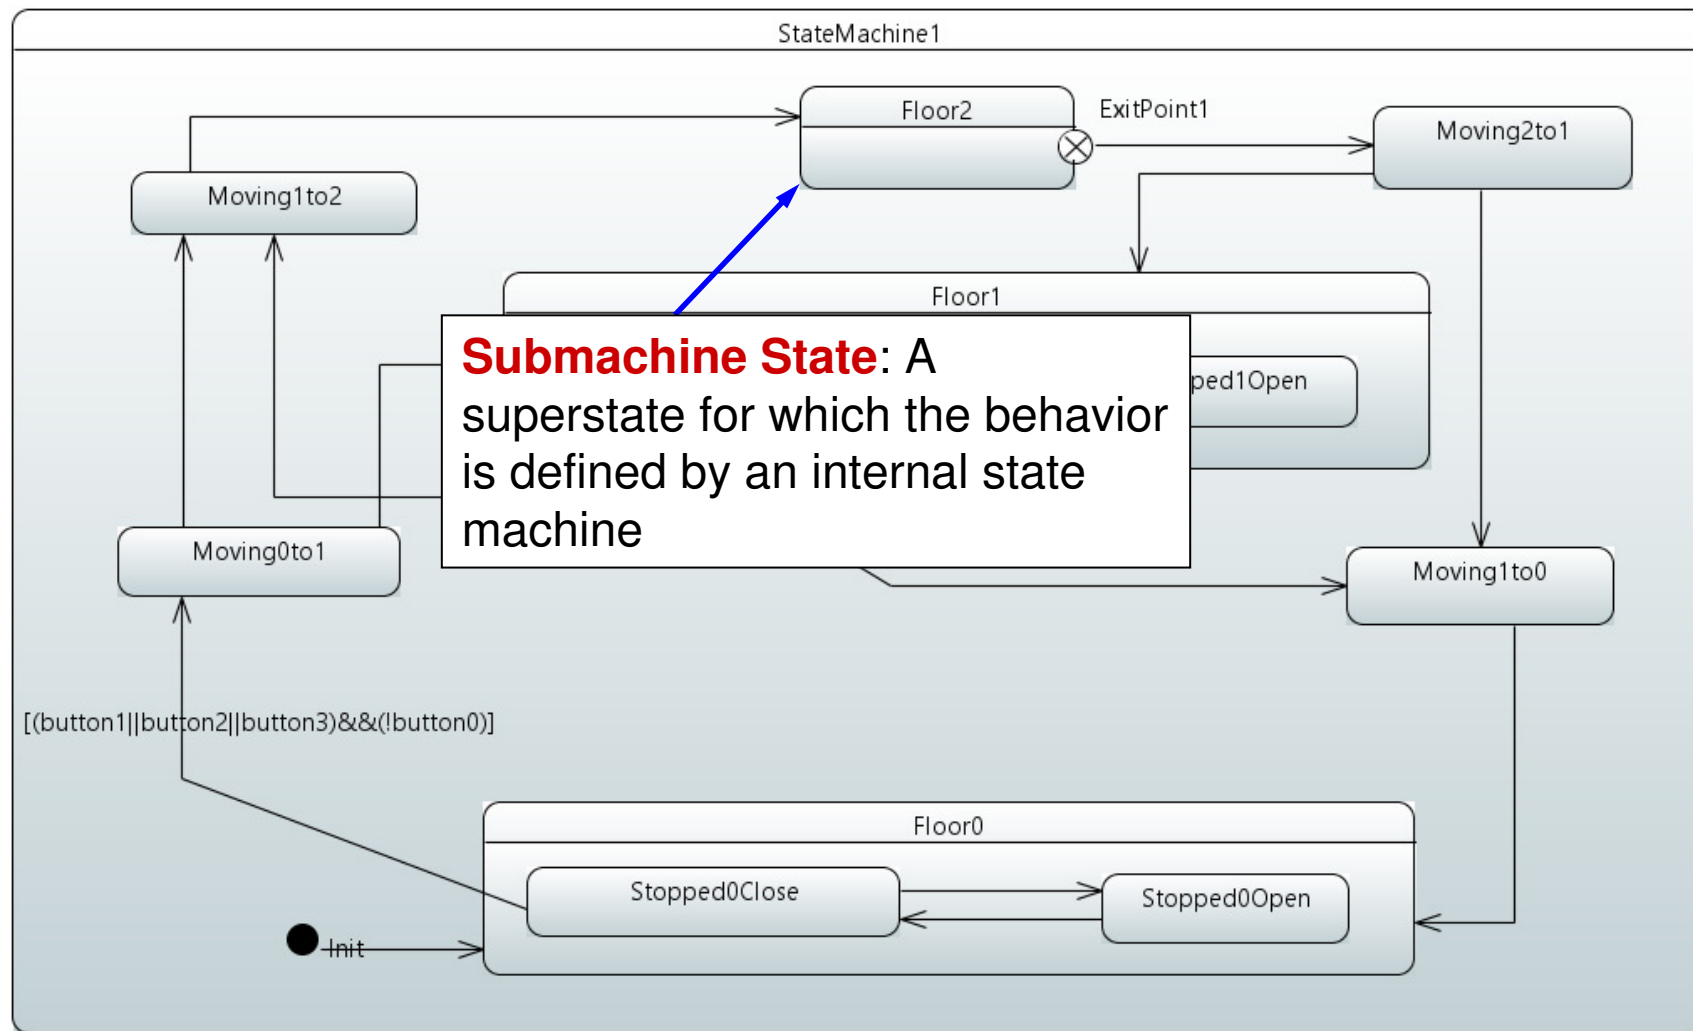 StateMachine1
Floor2
ExitPoint1
Moving2to1
Moving1to2
Floor1
Submachine State: A
superstate for which the behavior
is defined by an internal state
machine
ped1Open
Moving0to1
Moving1to0
[(button1||button2||button3)&&(!button0)]
Floor0
Stopped0Close
Stopped0Open
Init